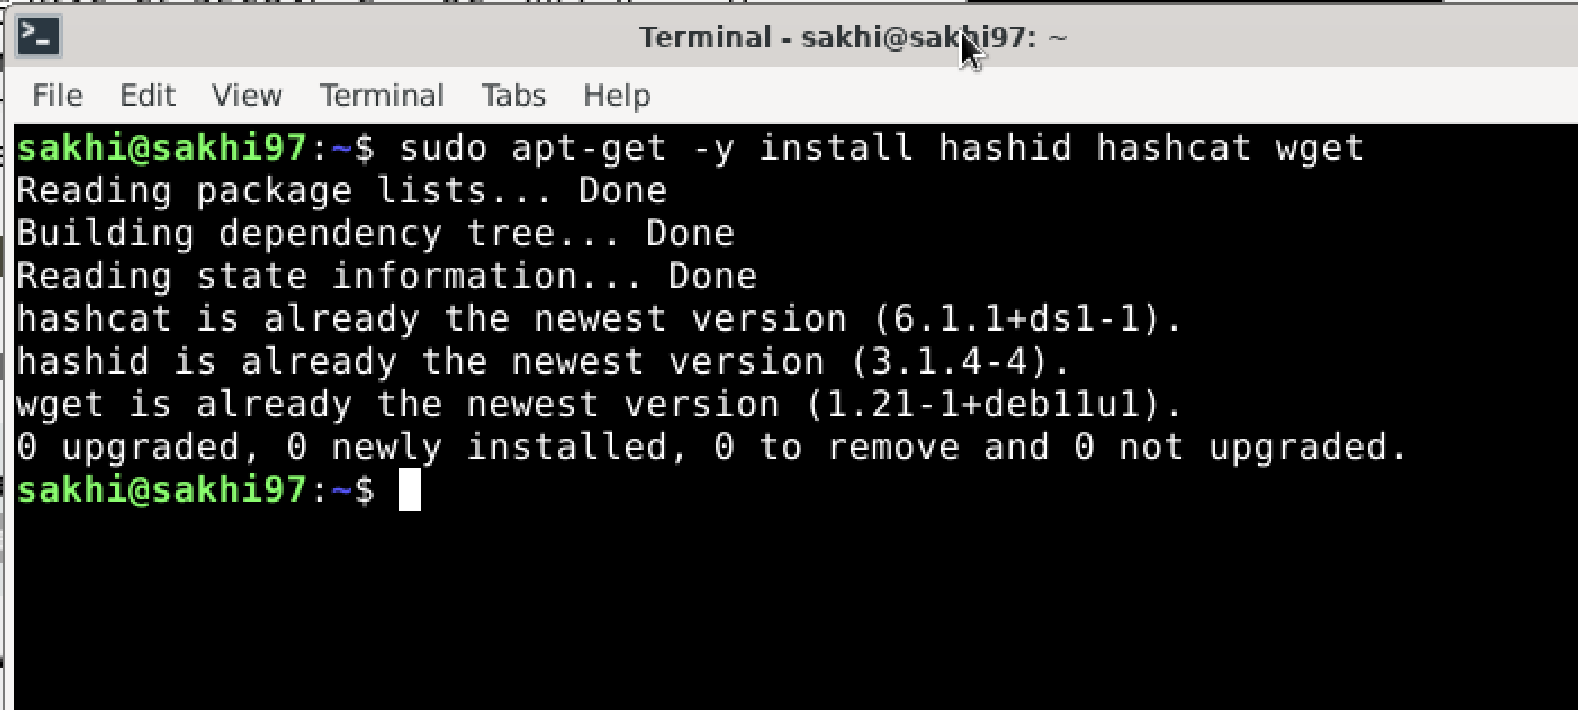 Terminal - sakhi@sakhi97: ~
File Edit View Terminal Tabs Help
sakhi@sakhi97:~$ sudo apt-get -y install hashid hashcat wget
Reading package lists... Done
Building dependency tree... Done
Reading state information... Done
hashcat is already the newest version (6.1.1+ds1-1).
hashid is already the newest version (3.1.4-4).
wget is already the newest version (1.21-1+deb11u1).
0 upgraded, 0 newly installed, 0 to remove and 0 not upgraded.
sakhi@sakhi97:~$